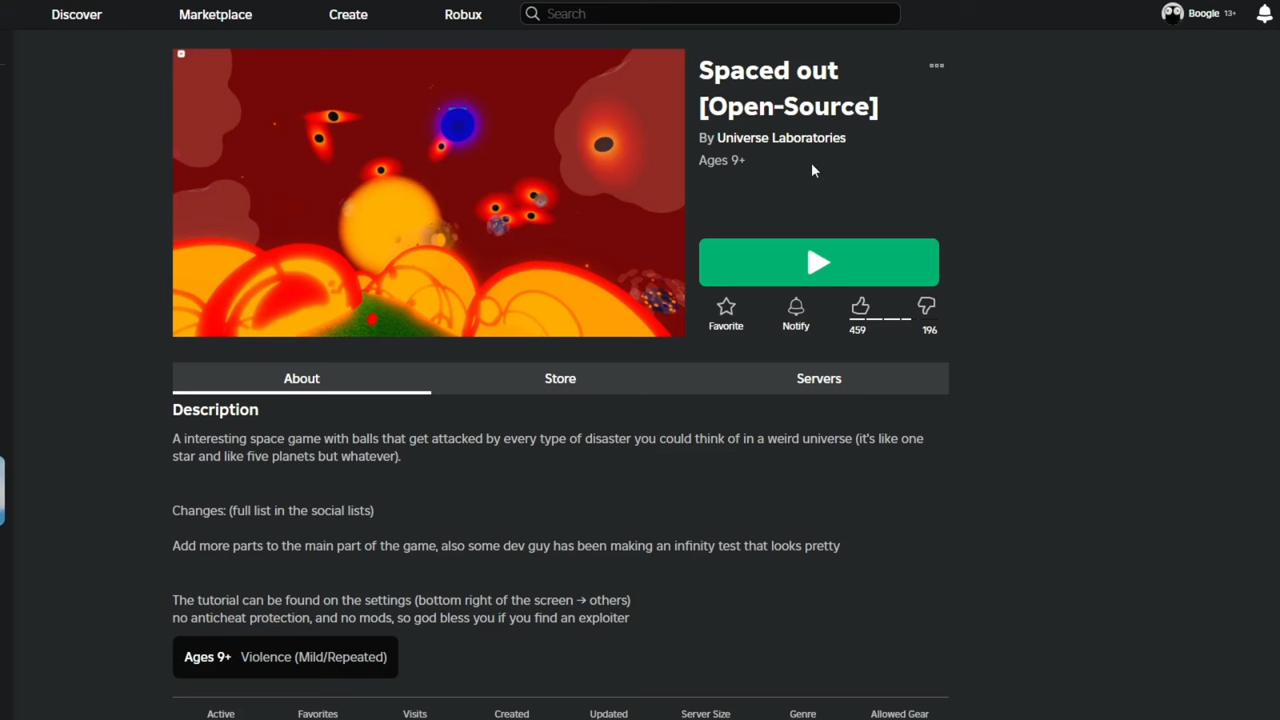 Discover Marketplace Create Robux Search Boogle 13+
Spaced out
[Open-Source]
By Universe Laboratories
Ages 9+
Favorite Notify 459 196
About Store Servers
Description
A interesting space game with balls that get attacked by every type of disaster you could think of in a weird universe (it's like one
star and like five planets but whatever).
Changes: (full list in the social lists)
Add more parts to the main part of the game, also some dev guy has been making an infinity test that looks pretty
The tutorial can be found on the settings (bottom right of the screen → others)
no anticheat protection, and no mods, so god bless you if you find an exploiter
Ages 9+ Violence (Mild/Repeated)
Active Favorites Visits Created Updated Server Size Genre Allowed Gear